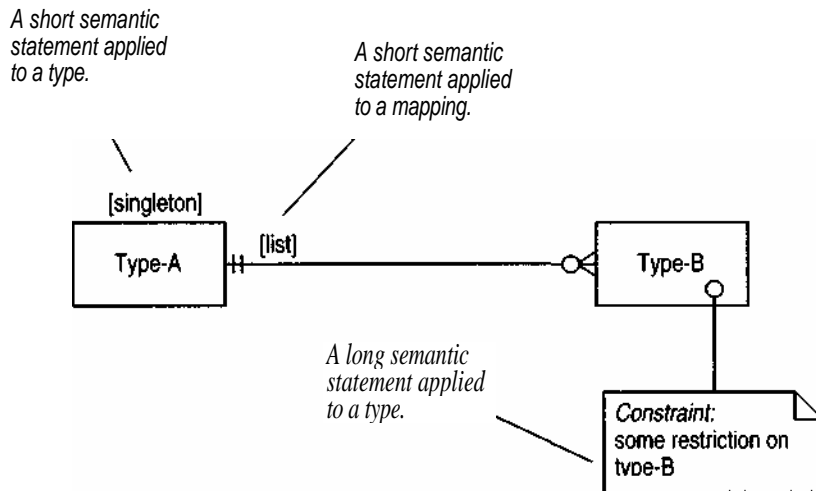 A short semantic
statement applied
to a type.
A short semantic
statement applied
to a mapping.
[singleton]
Type-A
[list]
Type-B
A long semantic
statement applied
to a type.
Constraint:
some restriction on
type-B